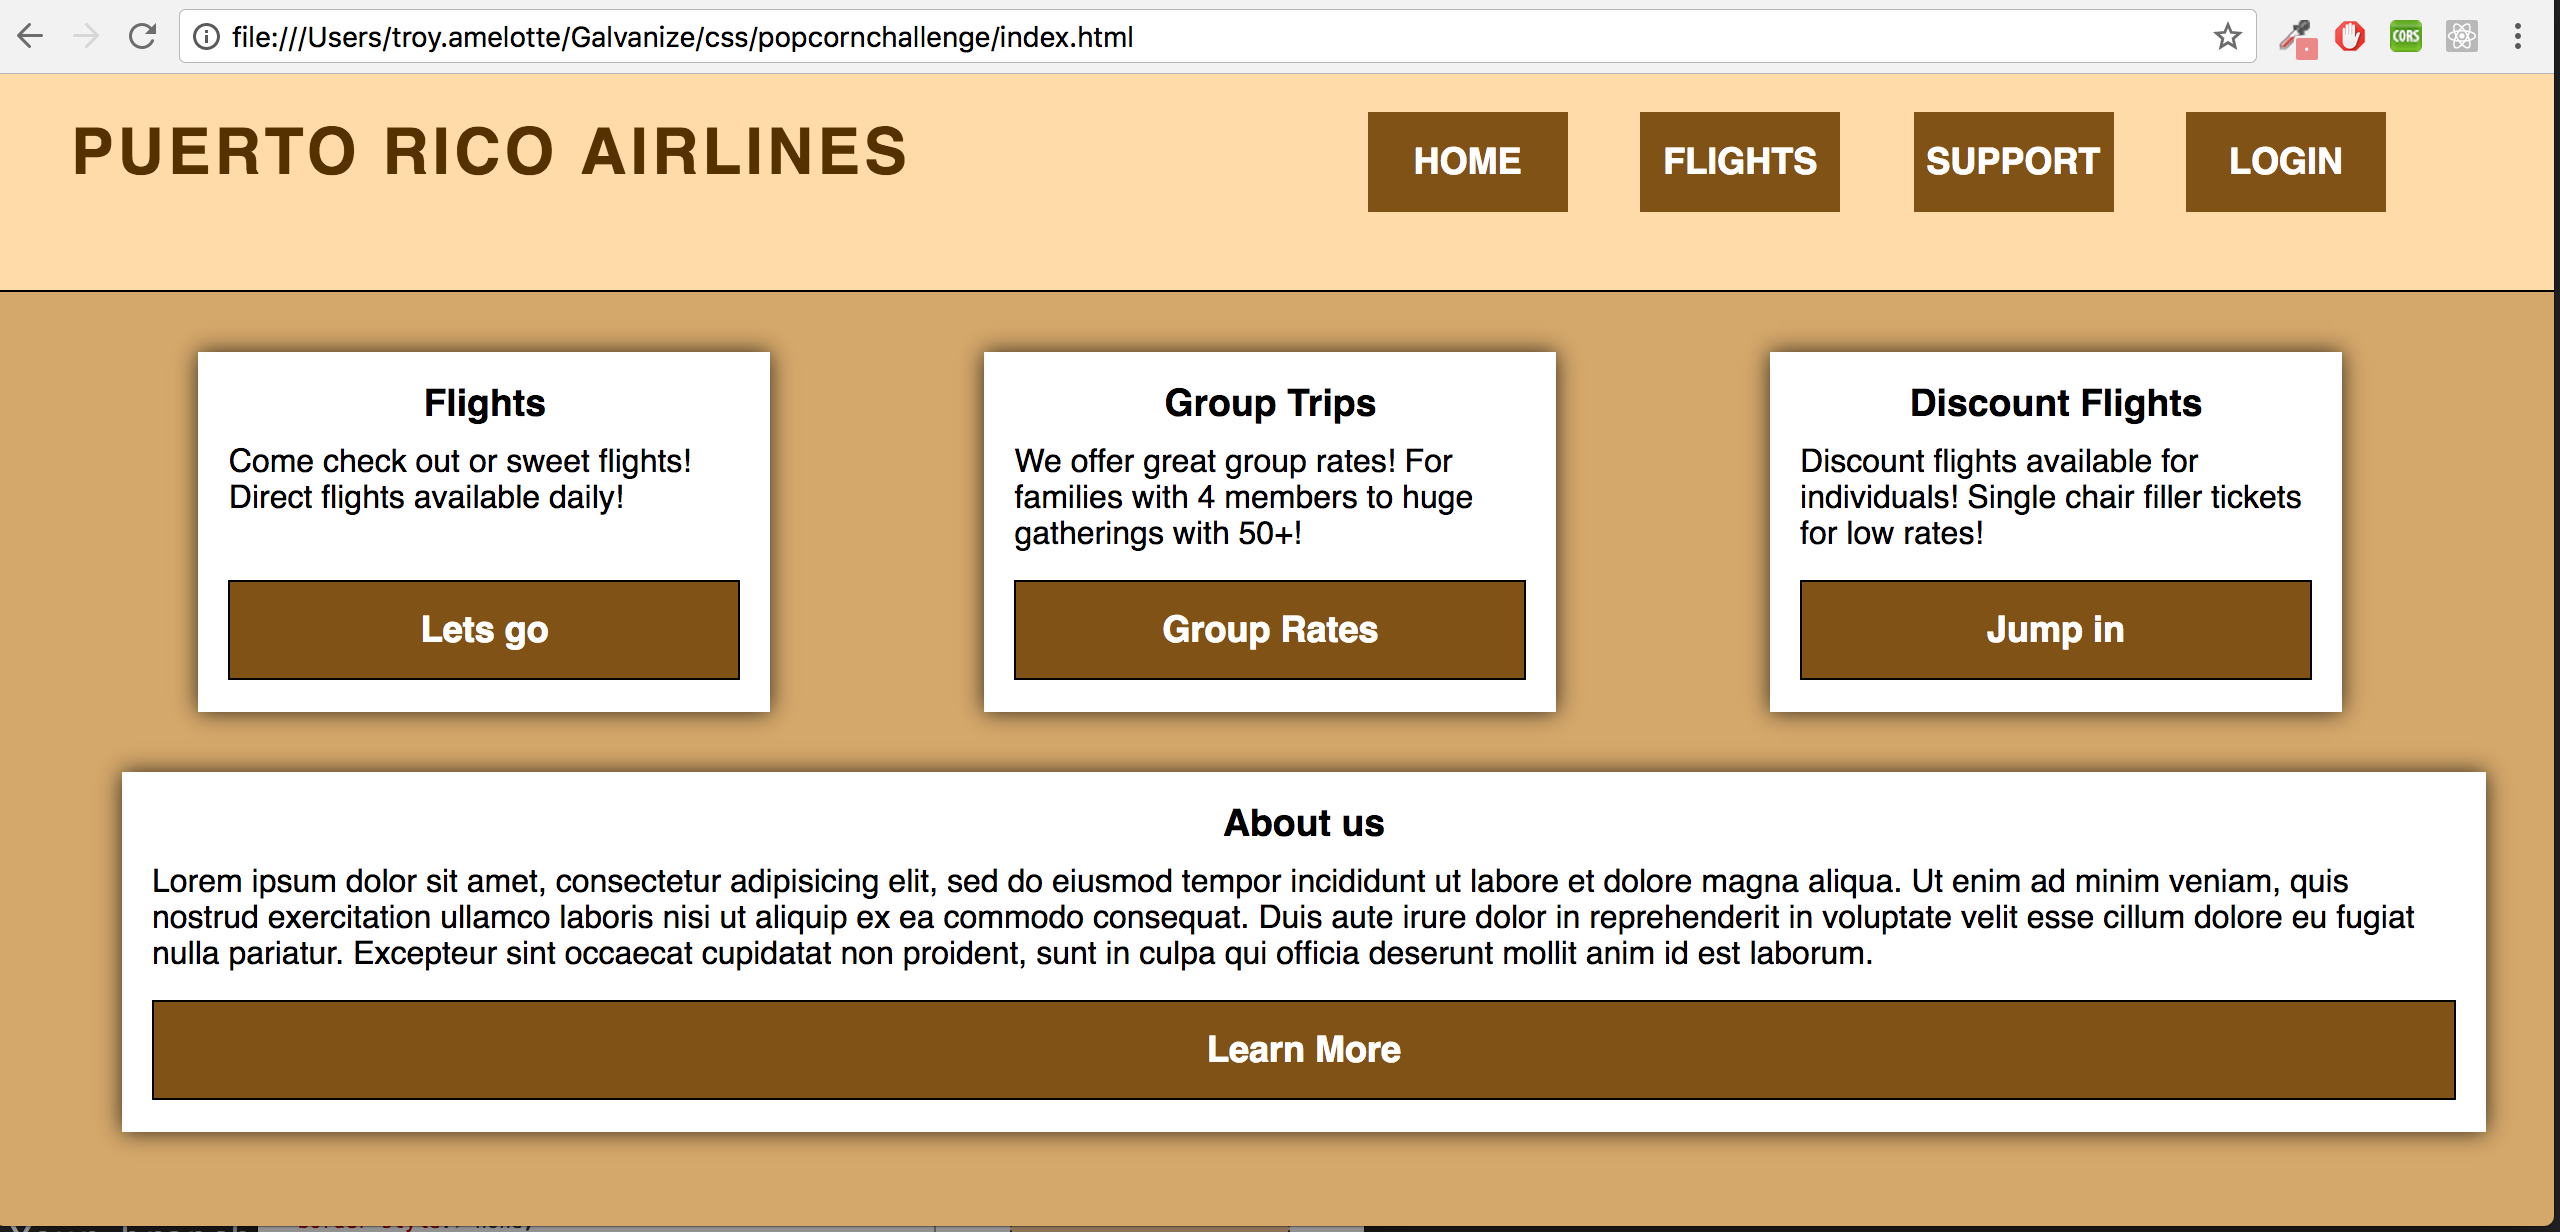 file:///Users/troy.amelotte/Galvanize/css/popcornchallenge/index.html
CORS
PUERTO RICO AIRLINES
HOME
FLIGHTS
SUPPORT
LOGIN
Flights
Come check out or sweet flights!
Direct flights available daily!
Lets go
Group Trips
We offer great group rates! For
families with 4 members to huge
gatherings with 50+!
Group Rates
Discount Flights
Discount flights available for
individuals! Single chair filler tickets
for low rates!
Jump in
About us
Lorem ipsum dolor sit amet, consectetur adipisicing elit, sed do eiusmod tempor incididunt ut labore et dolore magna aliqua. Ut enim ad minim veniam, quis
nostrud exercitation ullamco laboris nisi ut aliquip ex ea commodo consequat. Duis aute irure dolor in reprehenderit in voluptate velit esse cillum dolore eu fugiat
nulla pariatur. Excepteur sint occaecat cupidatat non proident, sunt in culpa qui officia deserunt mollit anim id est laborum.
Learn More